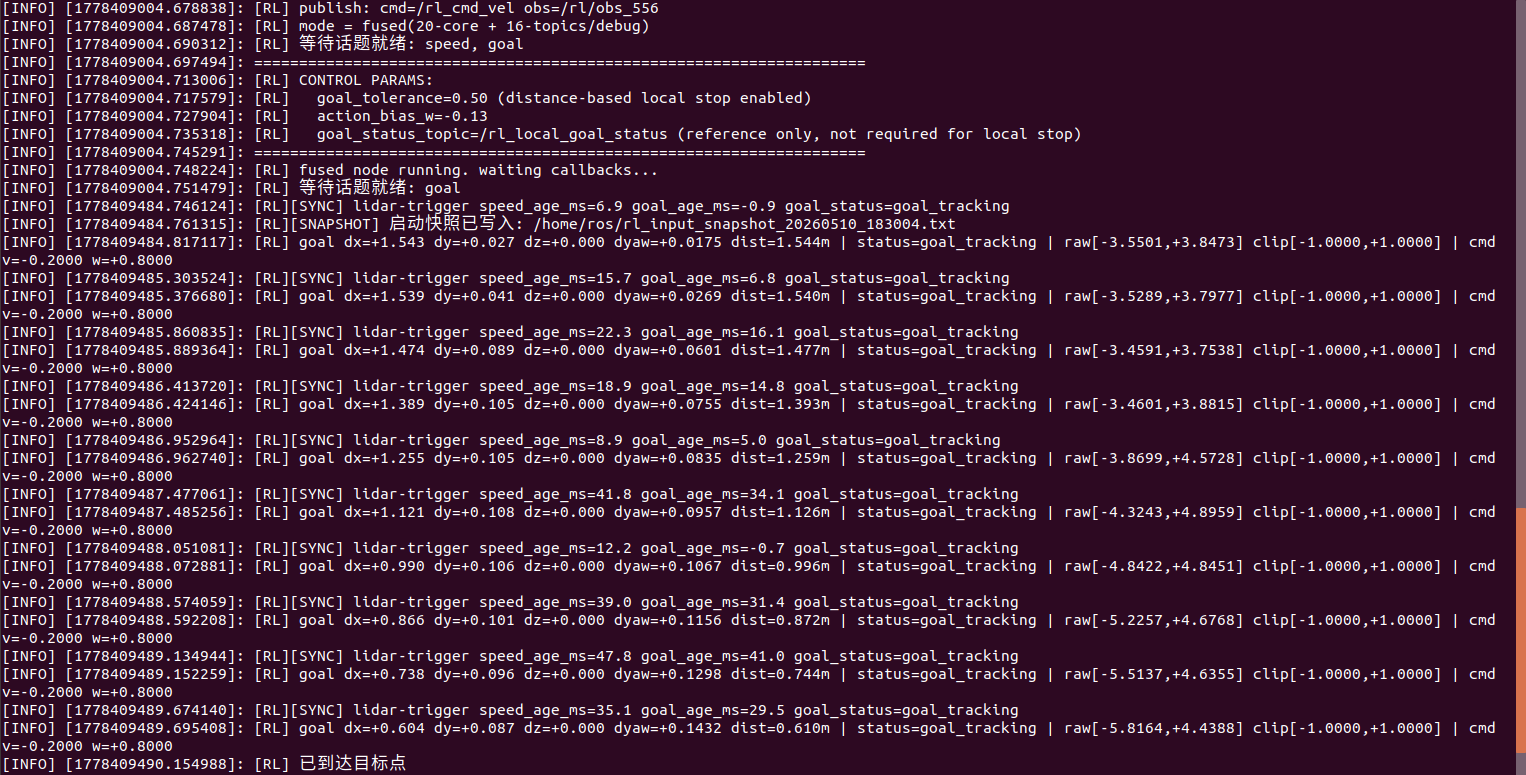 [INFO] [1778409004.678838]: [RL] publish: cmd=/rl_cmd_vel obs=/rl/obs_556
[INFO] [1778409004.687478]: [RL] mode = fused(20-core + 16-topics/debug)
[INFO] [1778409004.690312]: [RL] 等待话题就绪: speed, goal
[INFO] [1778409004.697494]: ====================================================================
[INFO] [1778409004.713006]: [RL] CONTROL PARAMS:
[INFO] [1778409004.717579]: [RL]   goal_tolerance=0.50 (distance-based local stop enabled)
[INFO] [1778409004.727904]: [RL]   action_bias_w=-0.13
[INFO] [1778409004.735318]: [RL]   goal_status_topic=/rl_local_goal_status (reference only, not required for local stop)
[INFO] [1778409004.745291]: ====================================================================
[INFO] [1778409004.748224]: [RL] fused node running. waiting callbacks...
[INFO] [1778409004.751479]: [RL] 等待话题就绪: goal
[INFO] [1778409484.746124]: [RL][SYNC] lidar-trigger speed_age_ms=6.9 goal_age_ms=-0.9 goal_status=goal_tracking
[INFO] [1778409484.761315]: [RL][SNAPSHOT] 启动快照已写入: /home/ros/rl_input_snapshot_20260510_183004.txt
[INFO] [1778409484.817117]: [RL] goal dx=+1.543 dy=+0.027 dz=+0.000 dyaw=+0.0175 dist=1.544m | status=goal_tracking | raw[-3.5501,+3.8473] clip[-1.0000,+1.0000] | cmd
v=-0.2000 w=+0.8000
[INFO] [1778409485.303524]: [RL][SYNC] lidar-trigger speed_age_ms=15.7 goal_age_ms=6.8 goal_status=goal_tracking
[INFO] [1778409485.376680]: [RL] goal dx=+1.539 dy=+0.041 dz=+0.000 dyaw=+0.0269 dist=1.540m | status=goal_tracking | raw[-3.5289,+3.7977] clip[-1.0000,+1.0000] | cmd
v=-0.2000 w=+0.8000
[INFO] [1778409485.860835]: [RL][SYNC] lidar-trigger speed_age_ms=22.3 goal_age_ms=16.1 goal_status=goal_tracking
[INFO] [1778409485.889364]: [RL] goal dx=+1.474 dy=+0.089 dz=+0.000 dyaw=+0.0601 dist=1.477m | status=goal_tracking | raw[-3.4591,+3.7538] clip[-1.0000,+1.0000] | cmd
v=-0.2000 w=+0.8000
[INFO] [1778409486.413720]: [RL][SYNC] lidar-trigger speed_age_ms=18.9 goal_age_ms=14.8 goal_status=goal_tracking
[INFO] [1778409486.424146]: [RL] goal dx=+1.389 dy=+0.105 dz=+0.000 dyaw=+0.0755 dist=1.393m | status=goal_tracking | raw[-3.4601,+3.8815] clip[-1.0000,+1.0000] | cmd
v=-0.2000 w=+0.8000
[INFO] [1778409486.952964]: [RL][SYNC] lidar-trigger speed_age_ms=8.9 goal_age_ms=5.0 goal_status=goal_tracking
[INFO] [1778409486.962740]: [RL] goal dx=+1.255 dy=+0.105 dz=+0.000 dyaw=+0.0835 dist=1.259m | status=goal_tracking | raw[-3.8699,+4.5728] clip[-1.0000,+1.0000] | cmd
v=-0.2000 w=+0.8000
[INFO] [1778409487.477061]: [RL][SYNC] lidar-trigger speed_age_ms=41.8 goal_age_ms=34.1 goal_status=goal_tracking
[INFO] [1778409487.485256]: [RL] goal dx=+1.121 dy=+0.108 dz=+0.000 dyaw=+0.0957 dist=1.126m | status=goal_tracking | raw[-4.3243,+4.8959] clip[-1.0000,+1.0000] | cmd
v=-0.2000 w=+0.8000
[INFO] [1778409488.051081]: [RL][SYNC] lidar-trigger speed_age_ms=12.2 goal_age_ms=-0.7 goal_status=goal_tracking
[INFO] [1778409488.072881]: [RL] goal dx=+0.990 dy=+0.106 dz=+0.000 dyaw=+0.1067 dist=0.996m | status=goal_tracking | raw[-4.8422,+4.8451] clip[-1.0000,+1.0000] | cmd
v=-0.2000 w=+0.8000
[INFO] [1778409488.574059]: [RL][SYNC] lidar-trigger speed_age_ms=39.0 goal_age_ms=31.4 goal_status=goal_tracking
[INFO] [1778409488.592208]: [RL] goal dx=+0.866 dy=+0.101 dz=+0.000 dyaw=+0.1156 dist=0.872m | status=goal_tracking | raw[-5.2257,+4.6768] clip[-1.0000,+1.0000] | cmd
v=-0.2000 w=+0.8000
[INFO] [1778409489.134944]: [RL][SYNC] lidar-trigger speed_age_ms=47.8 goal_age_ms=41.0 goal_status=goal_tracking
[INFO] [1778409489.152259]: [RL] goal dx=+0.738 dy=+0.096 dz=+0.000 dyaw=+0.1298 dist=0.744m | status=goal_tracking | raw[-5.5137,+4.6355] clip[-1.0000,+1.0000] | cmd
v=-0.2000 w=+0.8000
[INFO] [1778409489.674140]: [RL][SYNC] lidar-trigger speed_age_ms=35.1 goal_age_ms=29.5 goal_status=goal_tracking
[INFO] [1778409489.695408]: [RL] goal dx=+0.604 dy=+0.087 dz=+0.000 dyaw=+0.1432 dist=0.610m | status=goal_tracking | raw[-5.8164,+4.4388] clip[-1.0000,+1.0000] | cmd
v=-0.2000 w=+0.8000
[INFO] [1778409490.154988]: [RL] 已到达目标点